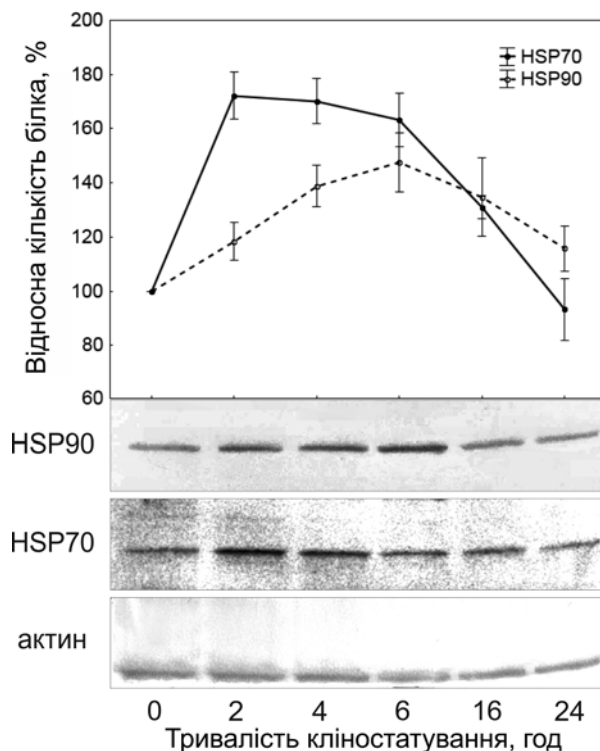 Відносна кількість білка, %
200
180
160
140
120
100
80
60
HSP70
HSP90
HSP90
HSP70
актин
0 2 4 6 16 24
Тривалість кліностатування, год